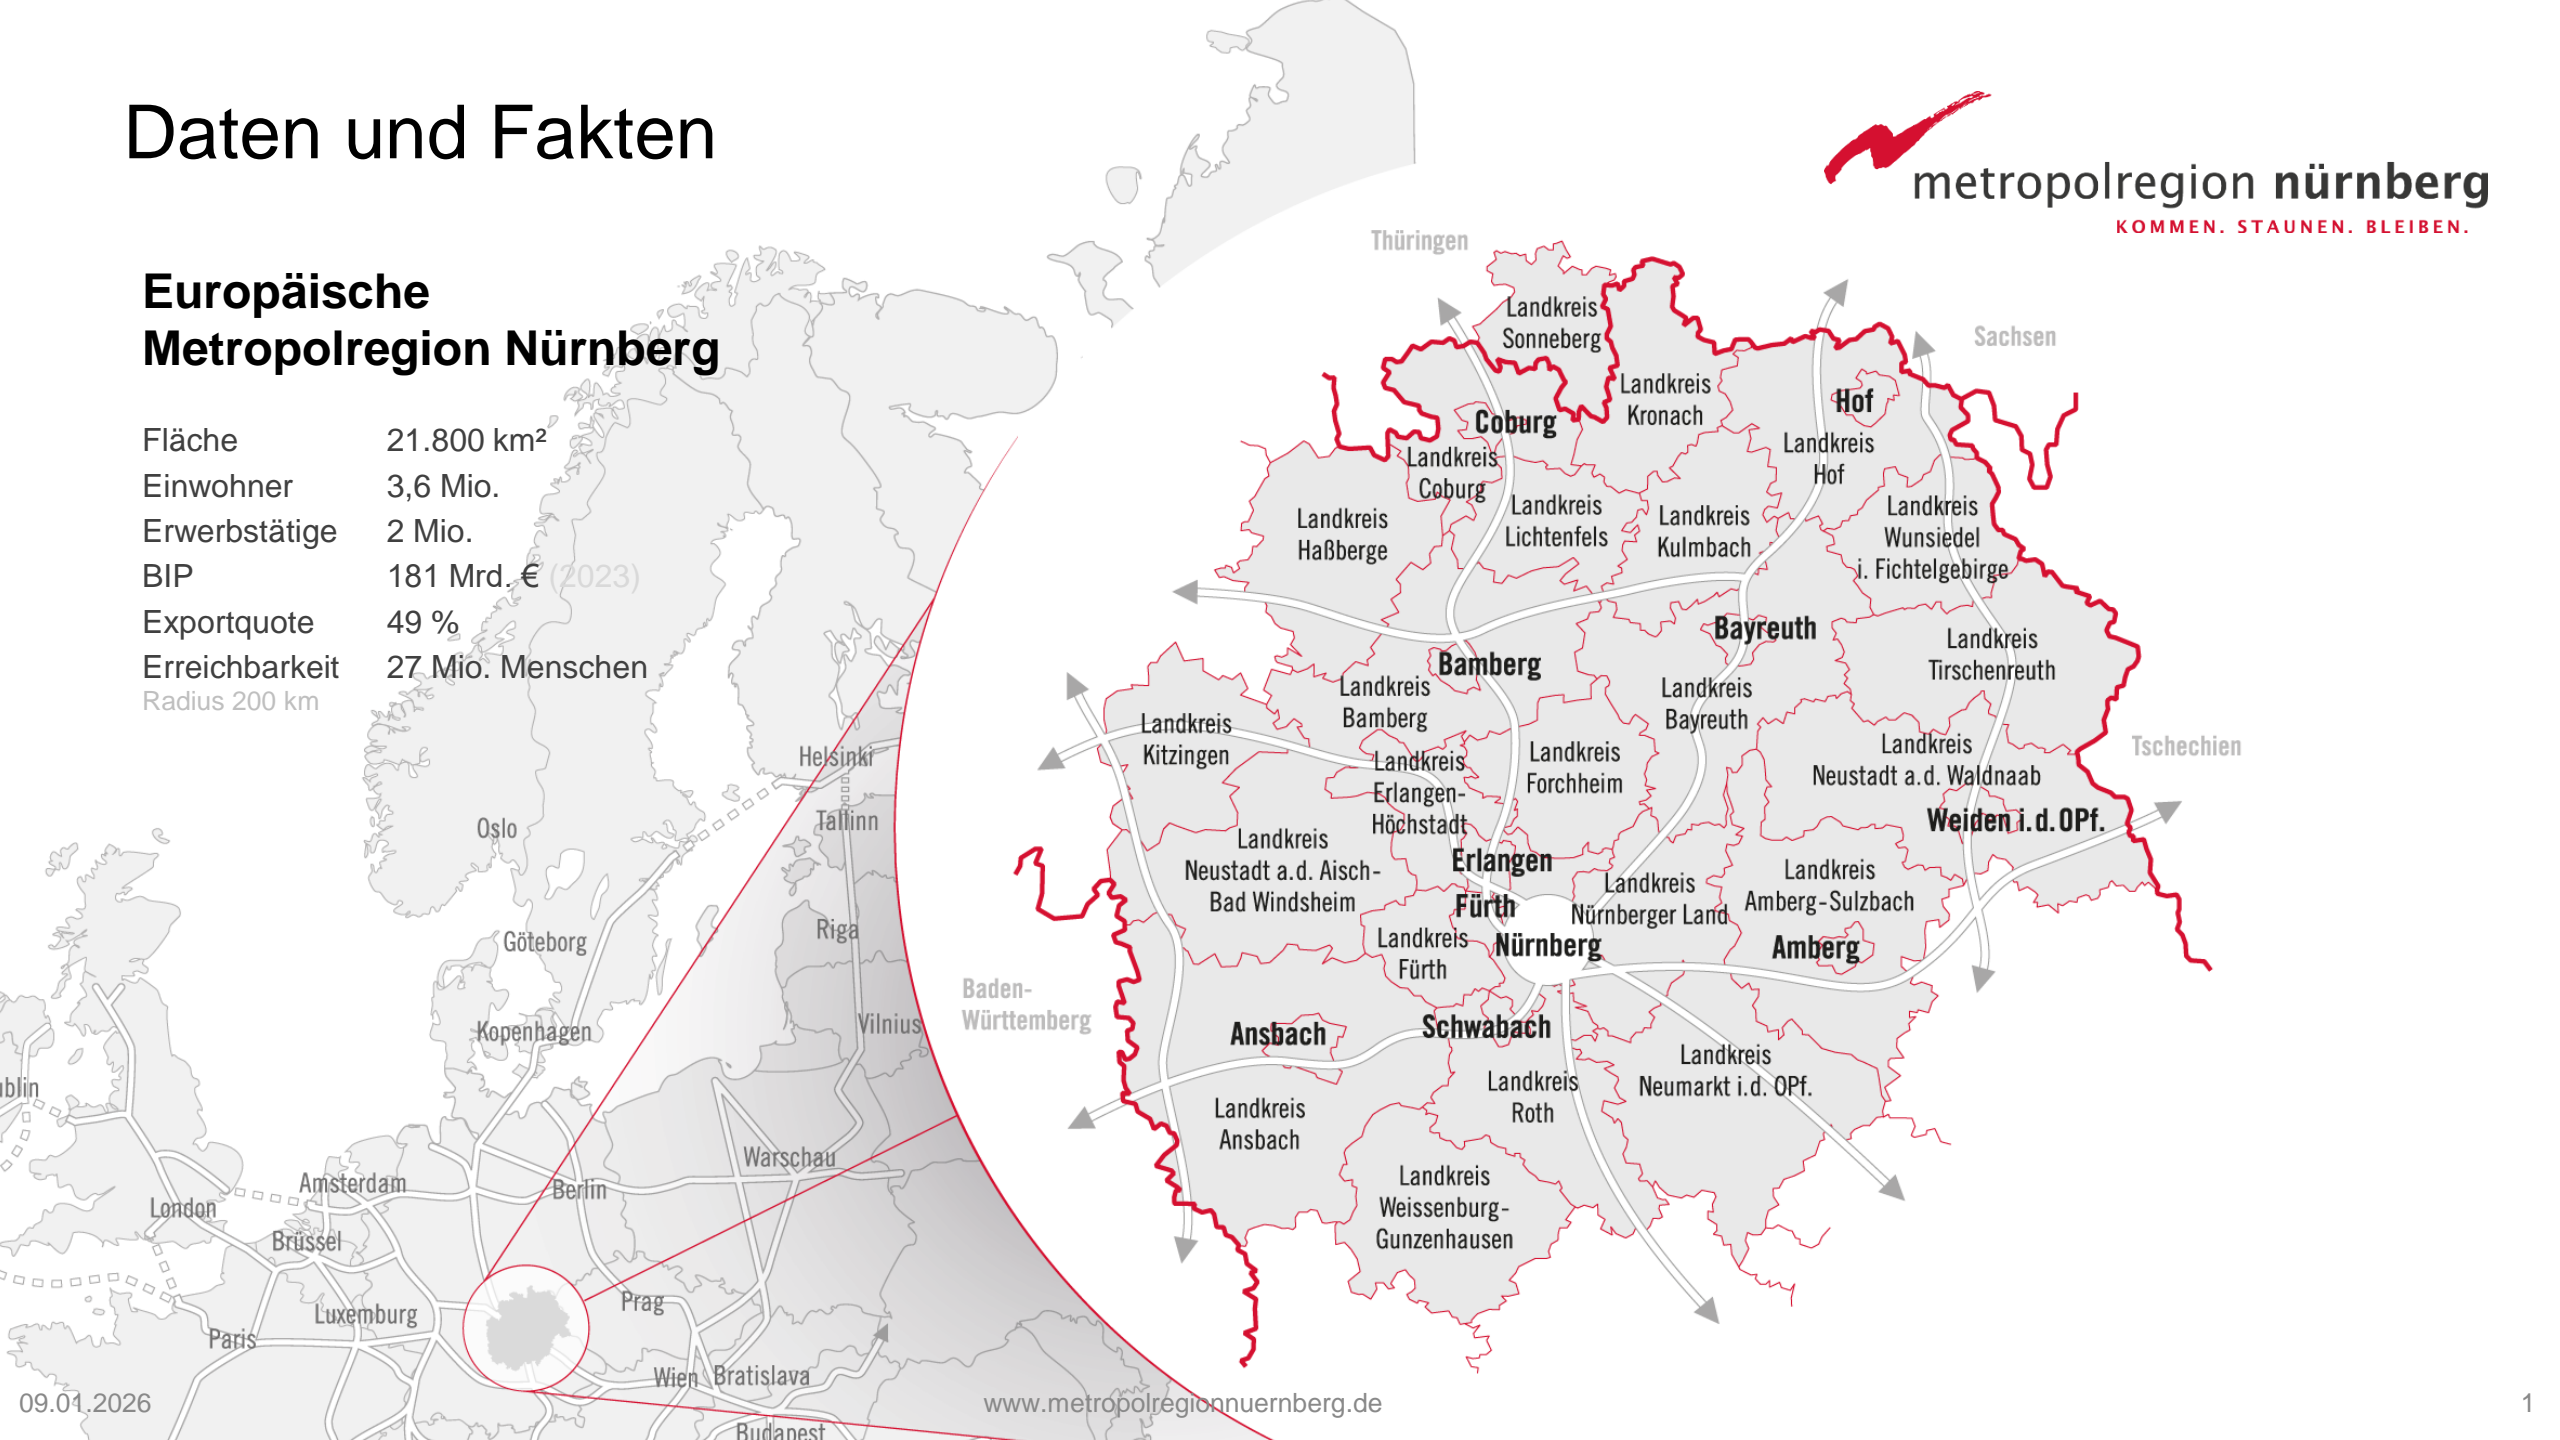 Daten und Fakten
metropolregion nürnberg
KOMMEN. STAUNEN. BLEIBEN.
Europäische
Metropolregion Nürnberg
Fläche 21.800 km²
Einwohner 3,6 Mio.
Erwerbstätige 2 Mio.
BIP 181 Mrd. € (2023)
Exportquote 49 %
Erreichbarkeit 27 Mio. Menschen
Radius 200 km
Helsinki
Tallinn
Oslo
Riga
Göteborg
Vilnius
Kopenhagen
blin
Warschau
Amsterdam
Berlin
London
Brüssel
Prag
Luxemburg
Paris
Wien
Bratislava
Budapest
Thüringen
Sachsen
Tschechien
Baden-
Württemberg
Landkreis
Sonneberg
Landkreis
Kronach
Hof
Coburg
Landkreis
Hof
Landkreis
Coburg
Landkreis
Haßberge
Landkreis
Lichtenfels
Landkreis
Kulmbach
Landkreis
Wunsiedel
i. Fichtelgebirge
Bayreuth
Landkreis
Tirschenreuth
Bamberg
Landkreis
Bamberg
Landkreis
Bayreuth
Landkreis
Kitzingen
Landkreis
Erlangen-
Höchstadt
Landkreis
Forchheim
Landkreis
Neustadt a.d. Waldnaab
Weiden i.d.OPf.
Landkreis
Neustadt a.d. Aisch-
Bad Windsheim
Erlangen
Fürth
Landkreis
Nürnberger Land
Landkreis
Amberg-Sulzbach
Landkreis
Fürth
Nürnberg
Amberg
Ansbach
Schwabach
Landkreis
Neumarkt i.d. OPf.
Landkreis
Roth
Landkreis
Ansbach
Landkreis
Weissenburg-
Gunzenhausen
09.01.2026
www.metropolregionnuernberg.de
1